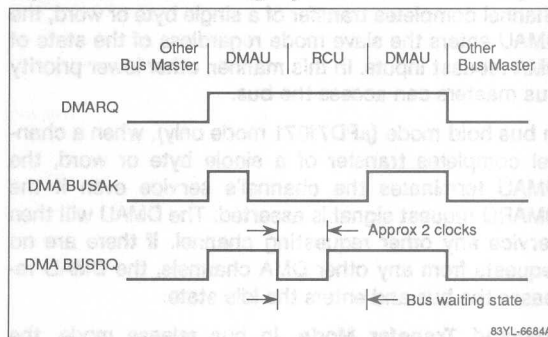 Other
Bus Master
DMAU
RCU
DMAU
Other
Bus Master
DMARQ
DMA BUSAK
Approx 2 clocks
DMA BUSRQ
Bus waiting state
83YL-6684A